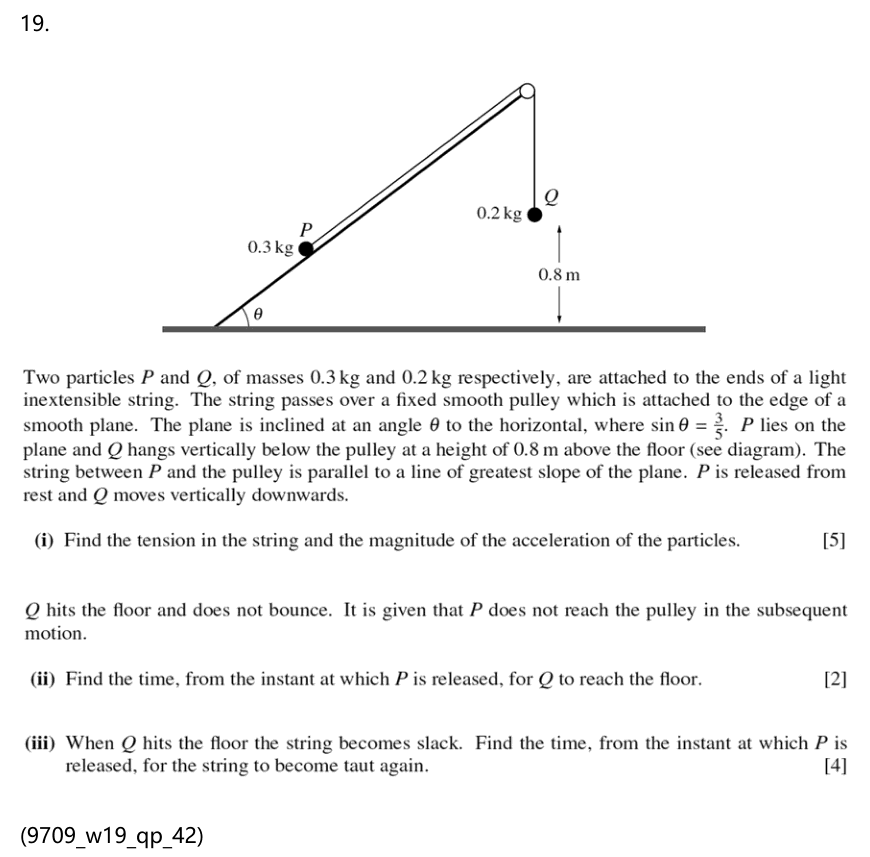 19.
Q
0.2 kg
P
0.3 kg
0.8 m
θ
Two particles P and Q, of masses 0.3 kg and 0.2 kg respectively, are attached to the ends of a light
inextensible string. The string passes over a fixed smooth pulley which is attached to the edge of a
smooth plane. The plane is inclined at an angle θ to the horizontal, where sin θ = 3/5. P lies on the
plane and Q hangs vertically below the pulley at a height of 0.8 m above the floor (see diagram). The
string between P and the pulley is parallel to a line of greatest slope of the plane. P is released from
rest and Q moves vertically downwards.
(i) Find the tension in the string and the magnitude of the acceleration of the particles. [5]
Q hits the floor and does not bounce. It is given that P does not reach the pulley in the subsequent
motion.
(ii) Find the time, from the instant at which P is released, for Q to reach the floor. [2]
(iii) When Q hits the floor the string becomes slack. Find the time, from the instant at which P is
released, for the string to become taut again. [4]
(9709_w19_qp_42)